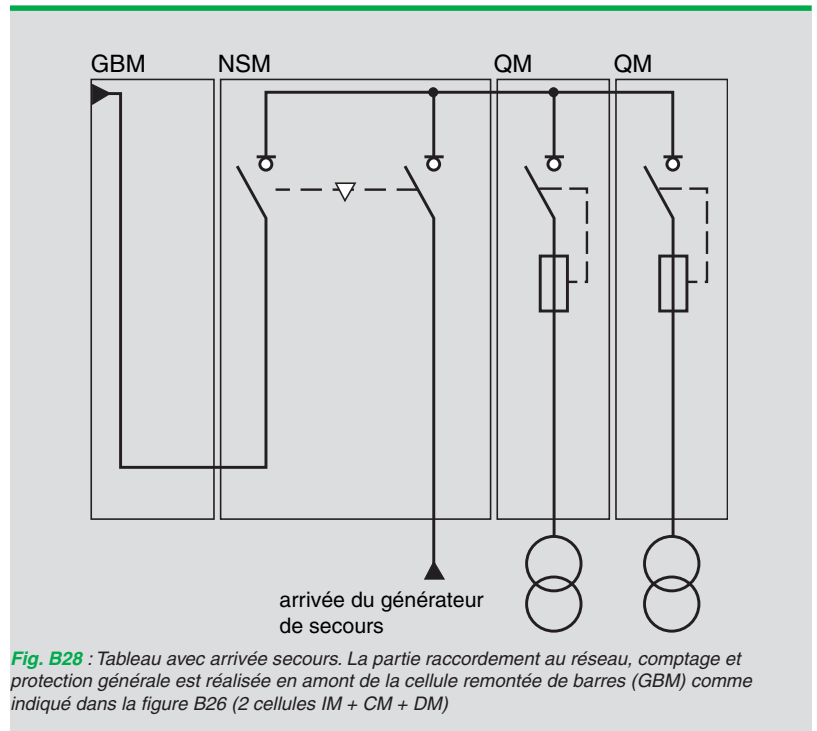 GBM NSM QM QM
arrivée du générateur
de secours
Fig. B28 : Tableau avec arrivée secours. La partie raccordement au réseau, comptage et
protection générale est réalisée en amont de la cellule remontée de barres (GBM) comme
indiqué dans la figure B26 (2 cellules IM + CM + DM)